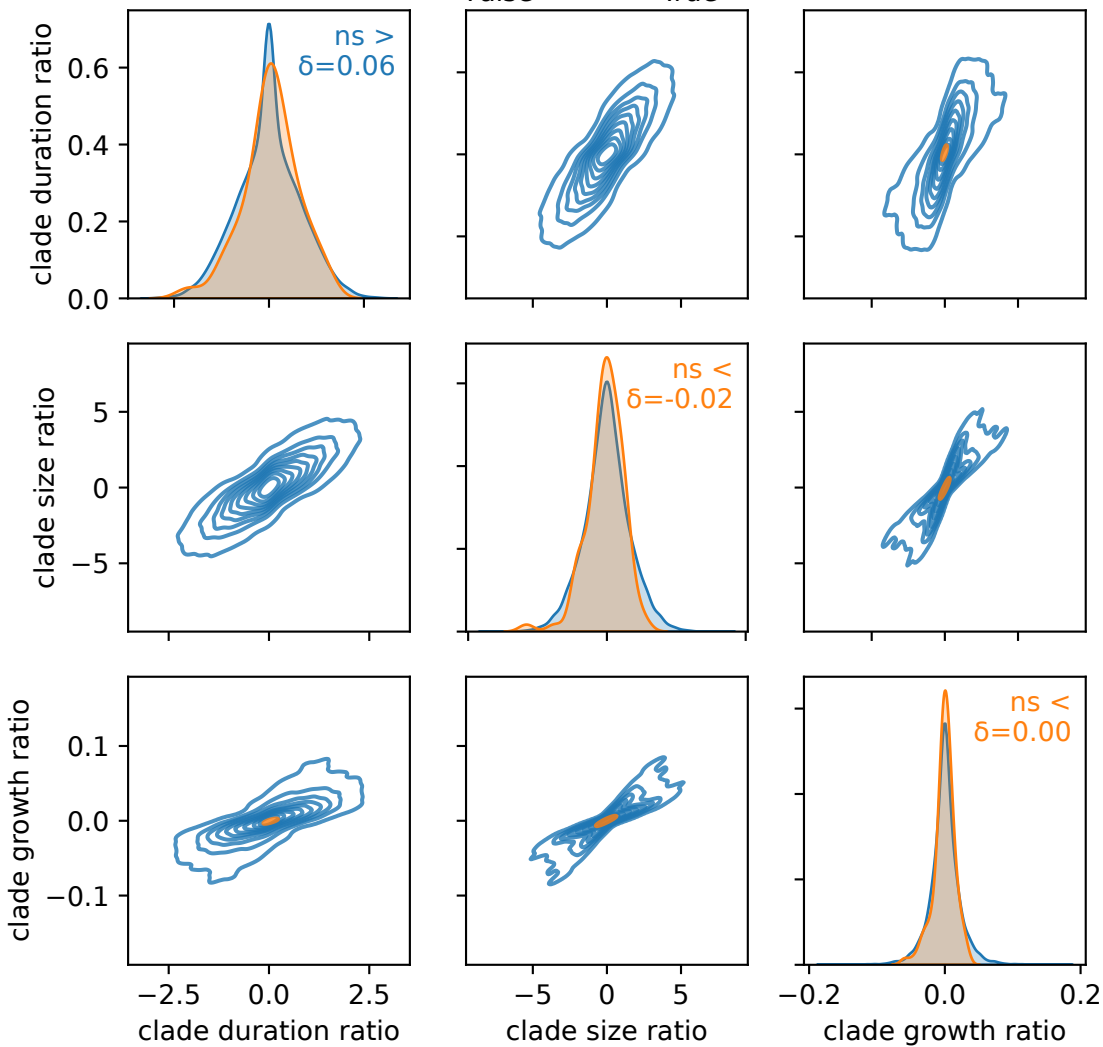 clade duration ratio
0.6
0.4
0.2
0.0
ns >
δ=0.06
clade size ratio
5
0
−5
ns <
δ=-0.02
clade growth ratio
0.1
0.0
−0.1
ns <
δ=0.00
−2.5 0.0 2.5
−5 0 5
−0.2 0.0 0.2
clade duration ratio
clade size ratio
clade growth ratio